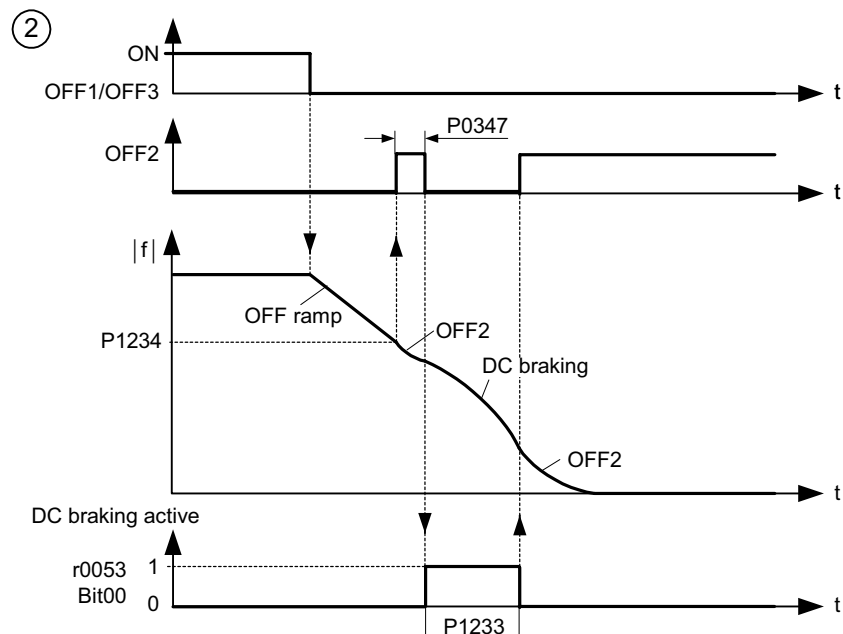 2
ON
OFF1/OFF3
t
P0347
OFF2
t
|f|
OFF ramp
P1234
OFF2
DC braking
OFF2
t
DC braking active
r0053 1
Bit00 0
t
P1233